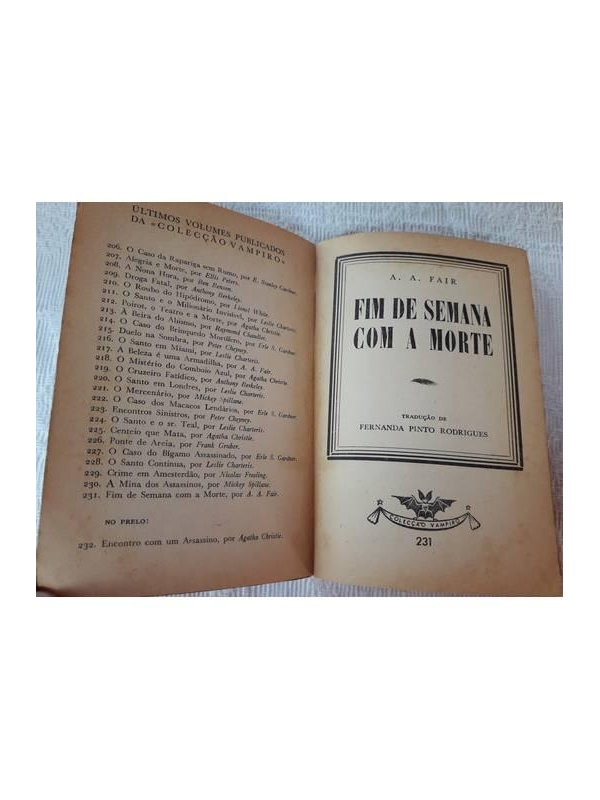 ÚLTIMOS VOLUMES PUBLICADOS
DA «COLECÇÃO VAMPIRO»
206. O Caso da Rapariga sem Rumo, por E. Stanley Gardner.
207. Alegria e Morte, por Ellis Peters.
208. A Nona Hora, por Ben Benson.
209. Droga Fatal, por Anthony Berkeley.
210. O Roubo do Hipódromo, por Lionel White.
211. O Santo e o Milionário Invisível, por Leslie Charteris.
212. Poirot, o Teatro e a Morte, por Agatha Christie.
213. À Beira do Abismo, por Raymond Chandler.
214. O Caso do Brinquedo Mortífero, por Erle S. Gardner.
215. Duelo na Sombra, por Peter Cheyney.
216. O Santo em Miami, por Leslie Charteris.
217. A Beleza é uma Armadilha, por A. A. Fair.
218. O Mistério do Comboio Azul, por Agatha Christie.
219. O Cruzeiro Fatídico, por Anthony Berkeley.
220. O Santo em Londres, por Leslie Charteris.
221. O Mercenário, por Mickey Spillane.
222. O Caso dos Macacos Lendários, por Erle S. Gardner.
223. Encontros Sinistros, por Peter Cheyney.
224. O Santo e o sr. Teal, por Leslie Charteris.
225. Centeio que Mata, por Agatha Christie.
226. Ponte de Areia, por Frank Gruber.
227. O Caso do Bígamo Assassinado, por Erle S. Gardner.
228. O Santo Continua, por Leslie Charteris.
229. Crime em Amesterdão, por Nicolas Freeling.
230. A Mina dos Assassinos, por Mickey Spillane.
231. Fim de Semana com a Morte, por A. A. Fair.
NO PRELO:
232. Encontro com um Assassino, por Agatha Christie.
A. A. FAIR
FIM DE SEMANA
COM A MORTE
TRADUÇÃO DE
FERNANDA PINTO RODRIGUES
COLECÇÃO VAMPIRO
231